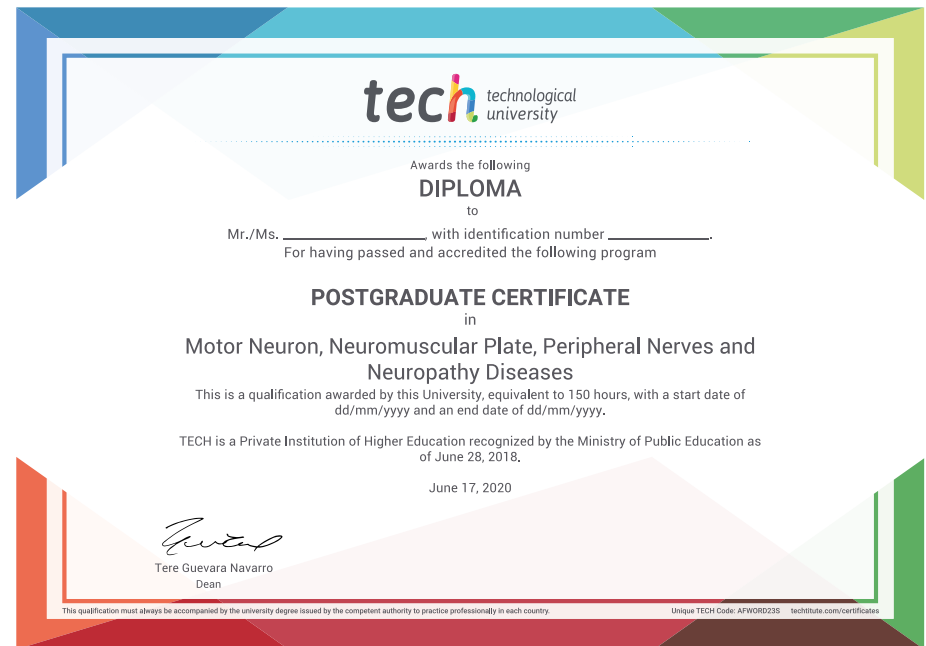 tech technological
university
Awards the following
DIPLOMA
to
Mr./Ms. ____________________, with identification number ______________.
For having passed and accredited the following program
POSTGRADUATE CERTIFICATE
in
Motor Neuron, Neuromuscular Plate, Peripheral Nerves and
Neuropathy Diseases
This is a qualification awarded by this University, equivalent to 150 hours, with a start date of
dd/mm/yyyy and an end date of dd/mm/yyyy.
TECH is a Private Institution of Higher Education recognized by the Ministry of Public Education as
of June 28, 2018.
June 17, 2020
Tere Guevara Navarro
Dean
This qualification must always be accompanied by the university degree issued by the competent authority to practice professionally in each country.
Unique TECH Code: AFWORD23S techtitute.com/certificates